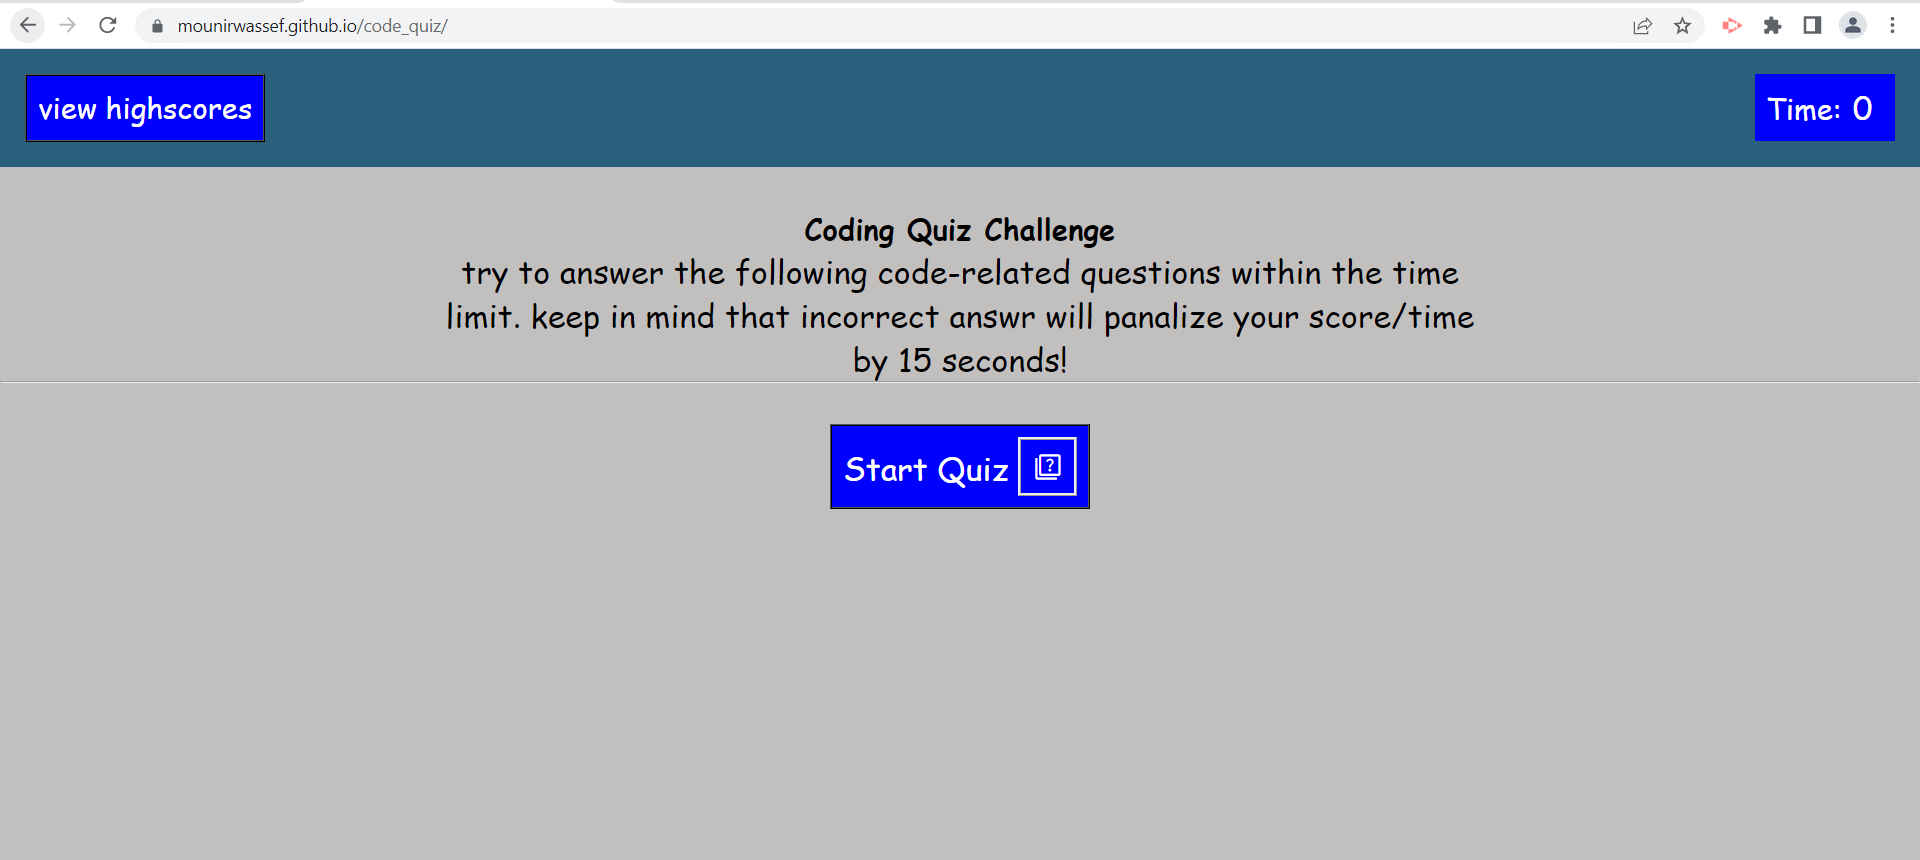 mounirwassef.github.io/code_quiz/
view highscores
Time: 0
Coding Quiz Challenge
try to answer the following code-related questions within the time
limit. keep in mind that incorrect answr will panalize your score/time
by 15 seconds!
Start Quiz